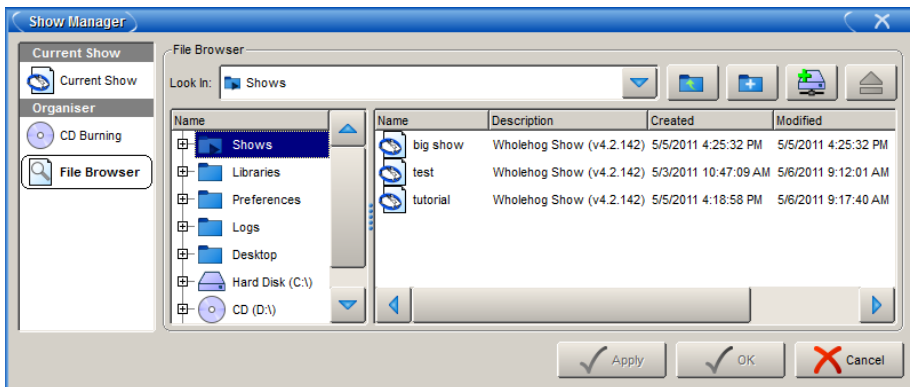 Show Manager
Current Show
Current Show
Organiser
CD Burning
File Browser
File Browser
Look In: Shows
Name
Shows
Libraries
Preferences
Logs
Desktop
Hard Disk (C:\)
CD (D:\)
Name Description Created Modified
big show Wholehog Show (v4.2.142) 5/5/2011 4:25:32 PM 5/5/2011 4:25:32 PM
test Wholehog Show (v4.2.142) 5/3/2011 10:47:09 AM 5/6/2011 9:12:01 AM
tutorial Wholehog Show (v4.2.142) 5/5/2011 4:18:58 PM 5/6/2011 9:17:40 AM
Apply OK Cancel